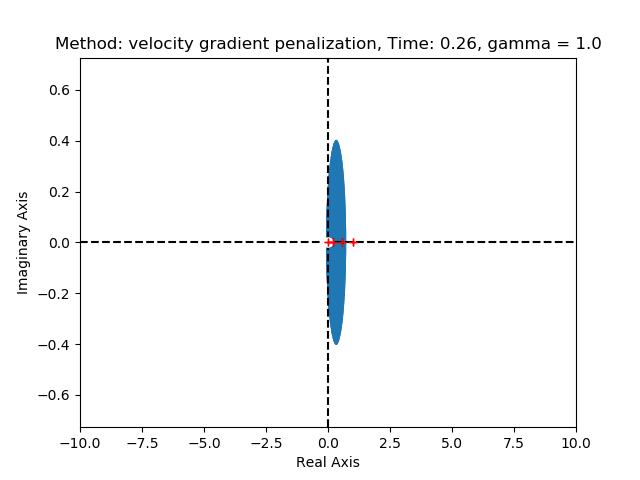 Method: velocity gradient penalization, Time: 0.26, gamma = 1.0
0.6
0.4
0.2
0.0
−0.2
−0.4
−0.6
Imaginary Axis
−10.0 −7.5 −5.0 −2.5 0.0 2.5 5.0 7.5 10.0
Real Axis